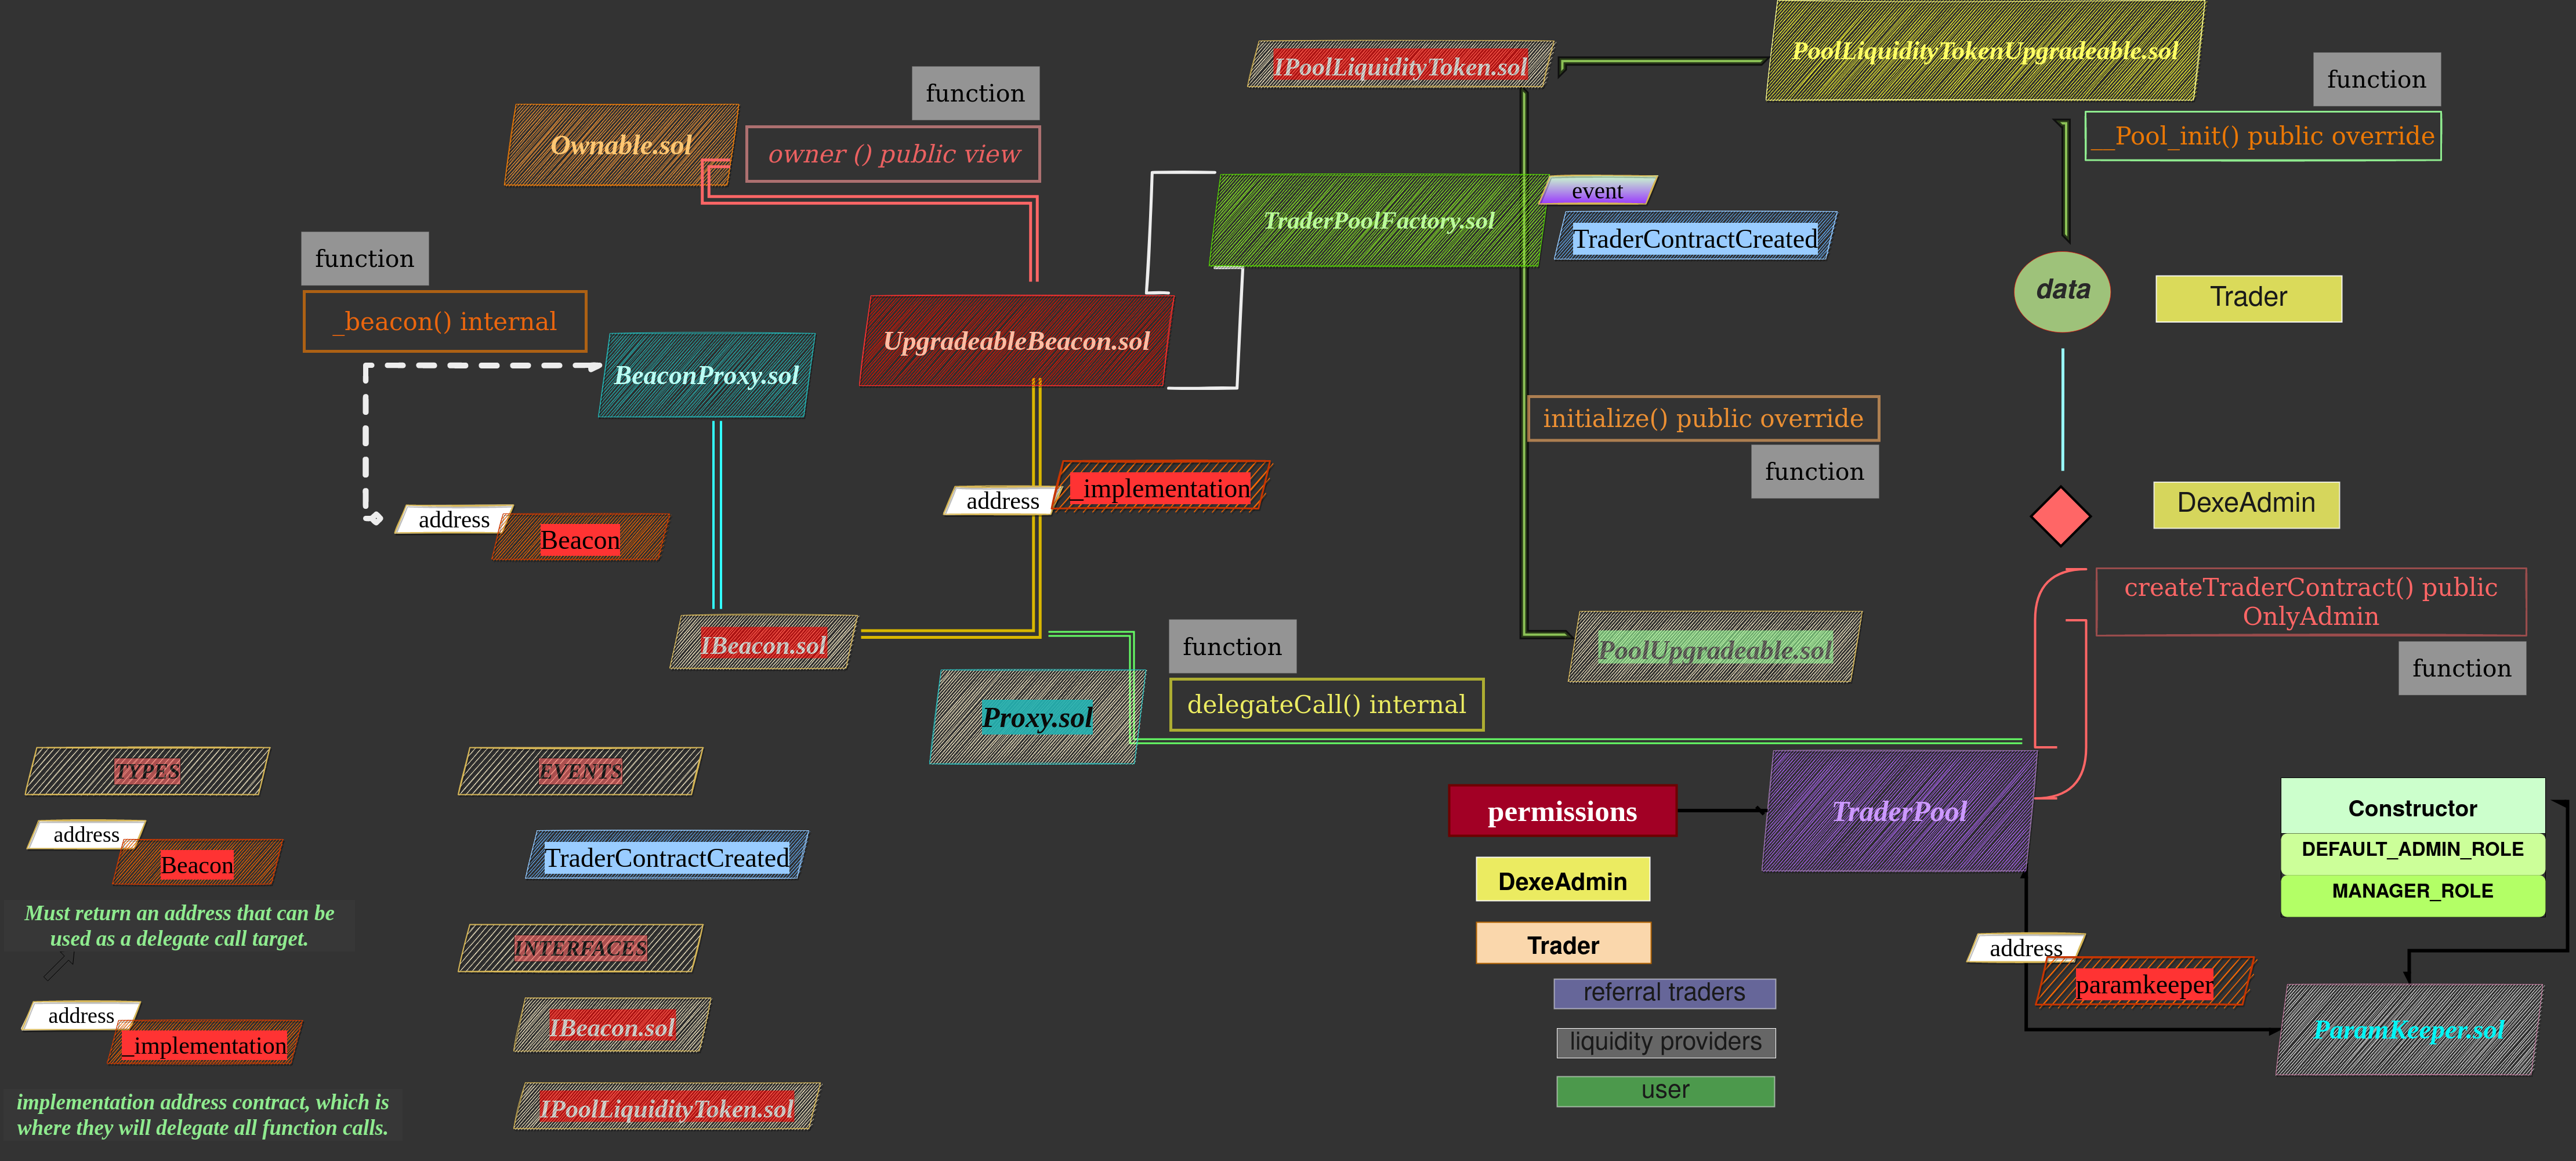 PoolLiquidityTokenUpgradeable.sol
IPoolLiquidityToken.sol
function
function
Ownable.sol
owner () public view
__Pool_init() public override
event
TraderPoolFactory.sol
TraderContractCreated
function
data
Trader
_beacon() internal
UpgradeableBeacon.sol
BeaconProxy.sol
initialize() public override
function
address
_implementation
DexeAdmin
address
Beacon
createTraderContract() public
OnlyAdmin
function
IBeacon.sol
function
PoolUpgradeable.sol
delegateCall() internal
Proxy.sol
TYPES
EVENTS
address
Beacon
TraderContractCreated
permissions
TraderPool
Constructor
DEFAULT_ADMIN_ROLE
MANAGER_ROLE
DexeAdmin
Trader
Must return an address that can be
used as a delegate call target.
INTERFACES
address
paramkeeper
referral traders
liquidity providers
user
ParamKeeper.sol
address
_implementation
IBeacon.sol
implementation address contract, which is
where they will delegate all function calls.
IPoolLiquidityToken.sol